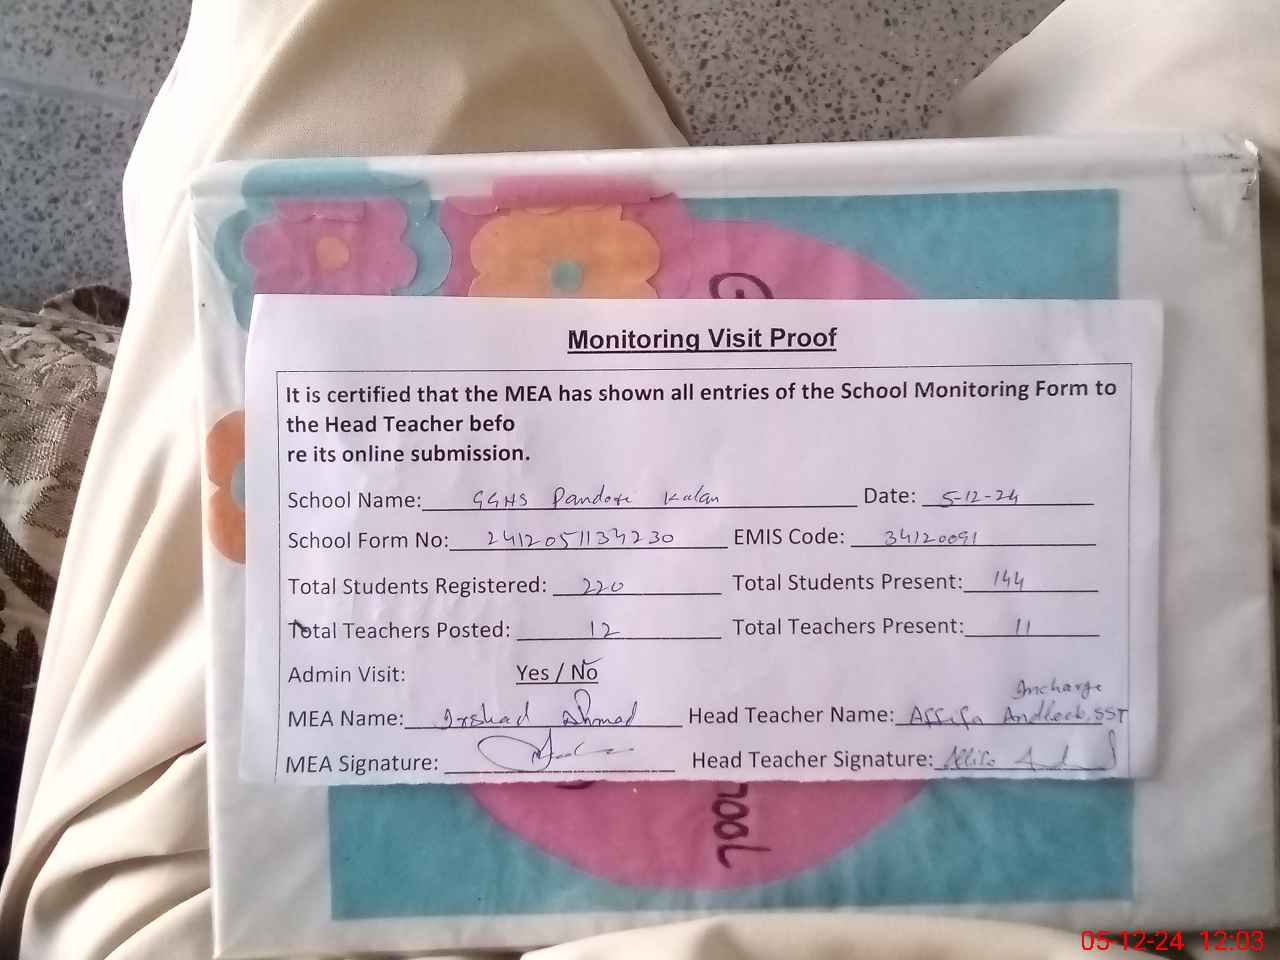 Monitoring Visit Proof
It is certified that the MEA has shown all entries of the School Monitoring Form to
the Head Teacher befo
re its online submission.
School Name: GGHS Pandori Kalan Date: 5-12-24
School Form No: 2412051134230 EMIS Code: 34120091
Total Students Registered: 220 Total Students Present: 144
Total Teachers Posted: 12 Total Teachers Present: 11
Admin Visit: Yes / No
Incharge
MEA Name: Irshad Ahmad Head Teacher Name: Assifa Andleeb, SST
MEA Signature: Head Teacher Signature:
05-12-24 12:03